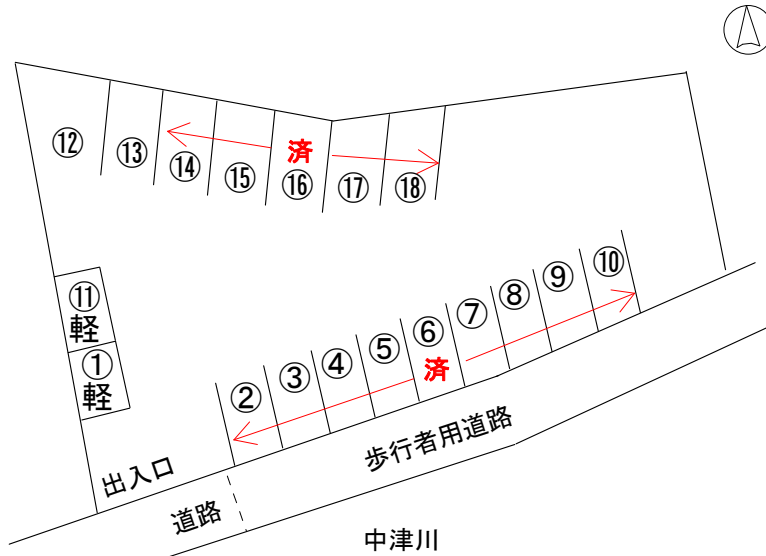 ⑫
⑬
⑭
⑮
済
⑯
⑰
⑱
⑪
軽
①
軽
②
③
④
⑤
⑥
済
⑦
⑧
⑨
⑩
出入口
道路
歩行者用道路
中津川